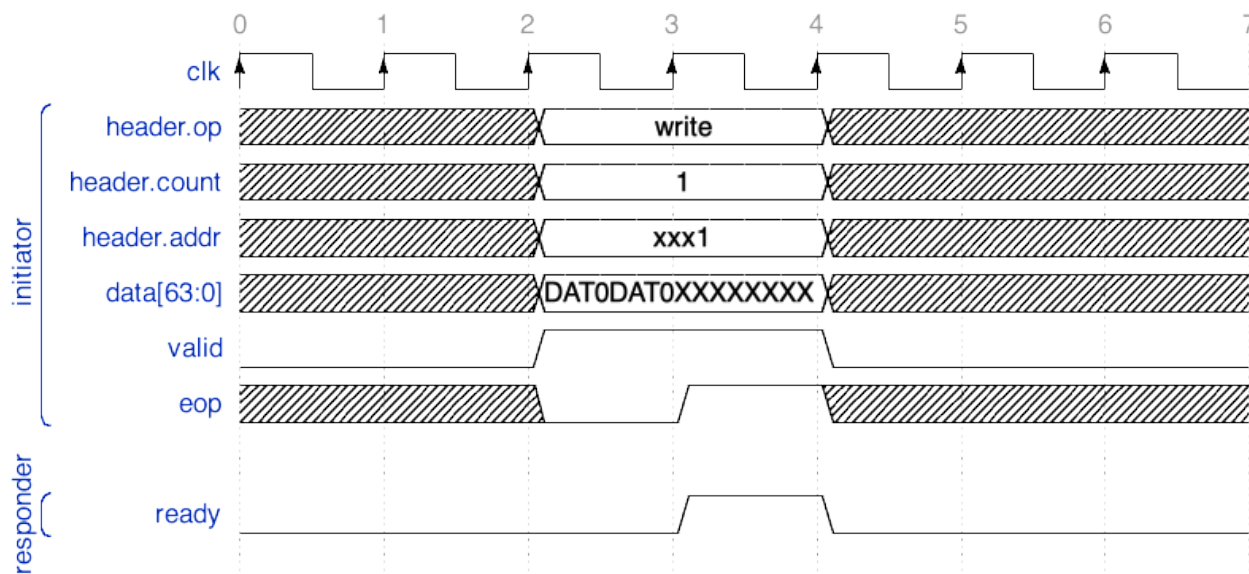 0 1 2 3 4 5 6 7
clk
initiator
header.op write
header.count 1
header.addr xxx1
data[63:0] DAT0DAT0XXXXXXXX
valid
eop
responder
ready